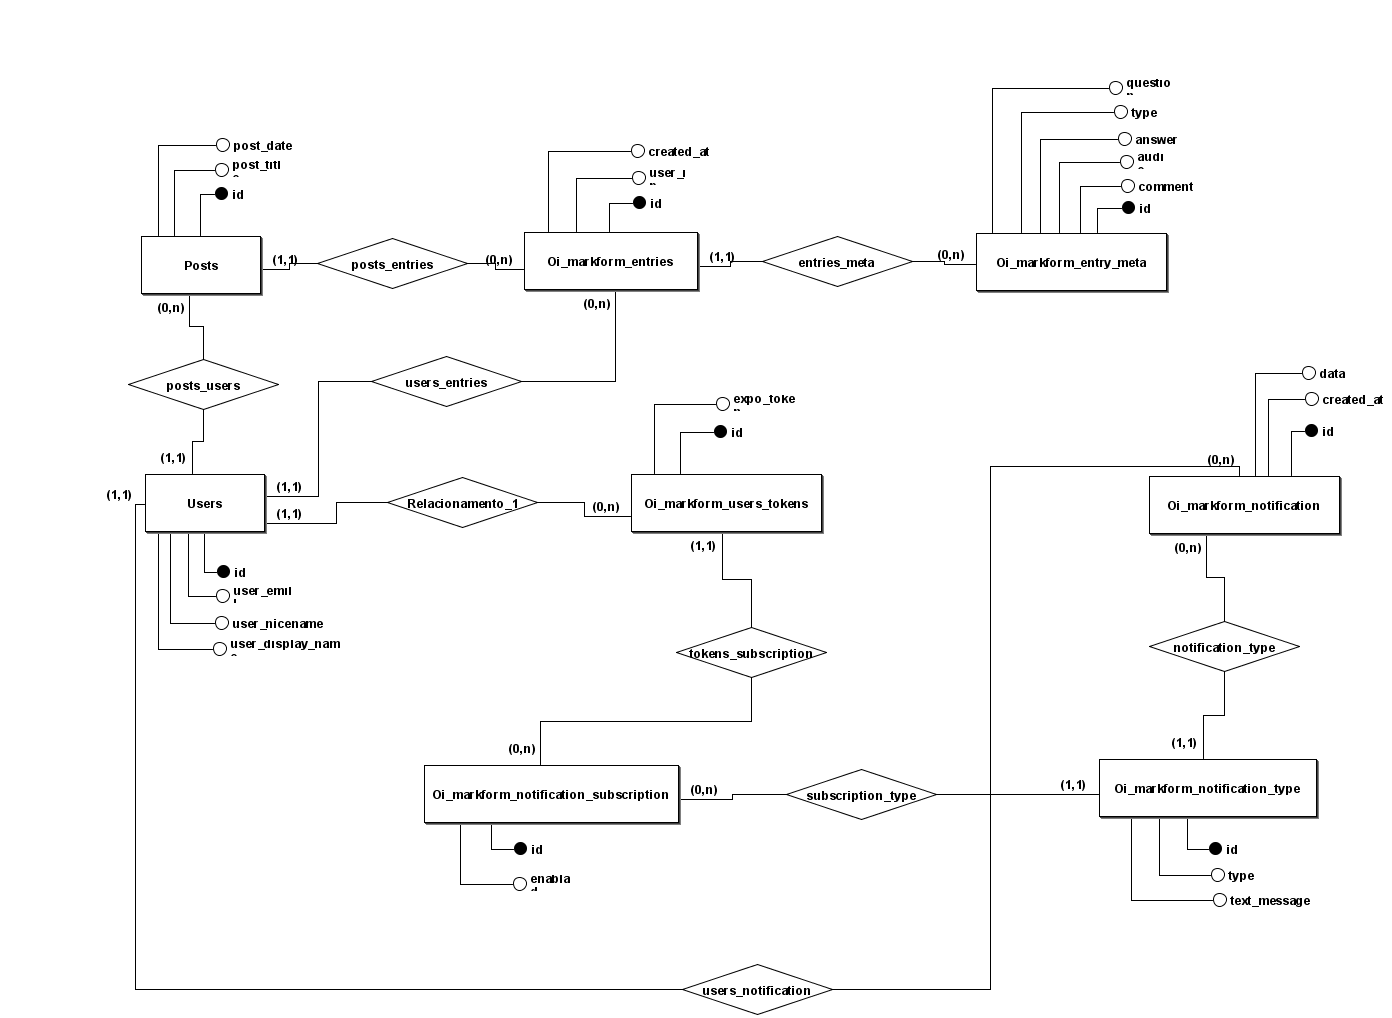 questio
type
answer
audi
comment
id
post_date
post_titl
id
created_at
user_i
id
Posts
(1,1)
posts_entries
(0,n)
Oi_markform_entries
(1,1)
entries_meta
(0,n)
Oi_markform_entry_meta
(0,n)
(0,n)
posts_users
users_entries
data
created_at
id
expo_toke
id
(1,1)
(1,1)
(1,1)
(1,1)
Users
Relacionamento_1
(0,n)
Oi_markform_users_tokens
(0,n)
Oi_markform_notification
(1,1)
(0,n)
id
user_emil
user_nicename
user_display_nam
tokens_subscription
notification_type
(0,n)
(1,1)
Oi_markform_notification_subscription
(0,n)
subscription_type
(1,1)
Oi_markform_notification_type
id
enabl
id
type
text_message
users_notification